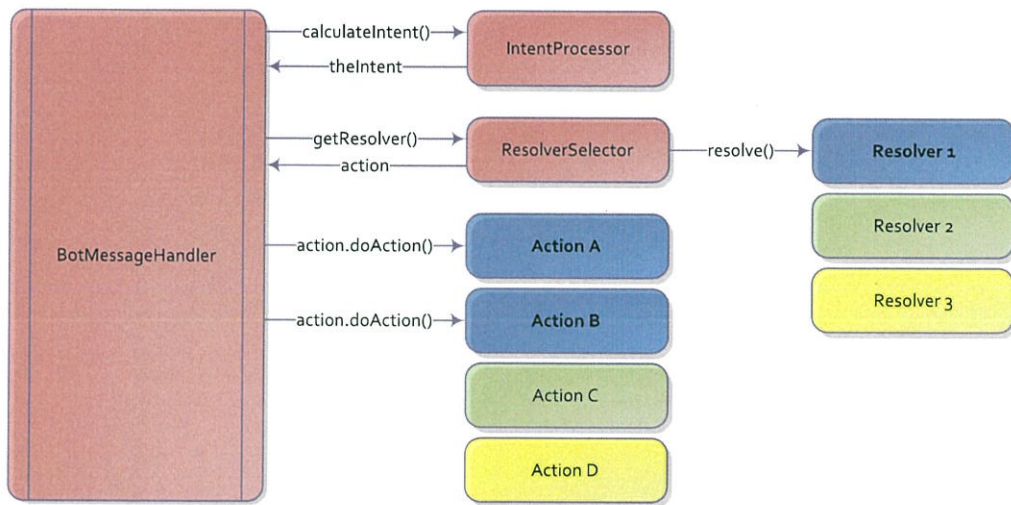 calculateIntent()
IntentProcessor
theIntent
getResolver()
ResolverSelector
resolve()
Resolver 1
action
Resolver 2
BotMessageHandler
action.doAction()
Action A
Resolver 3
action.doAction()
Action B
Action C
Action D